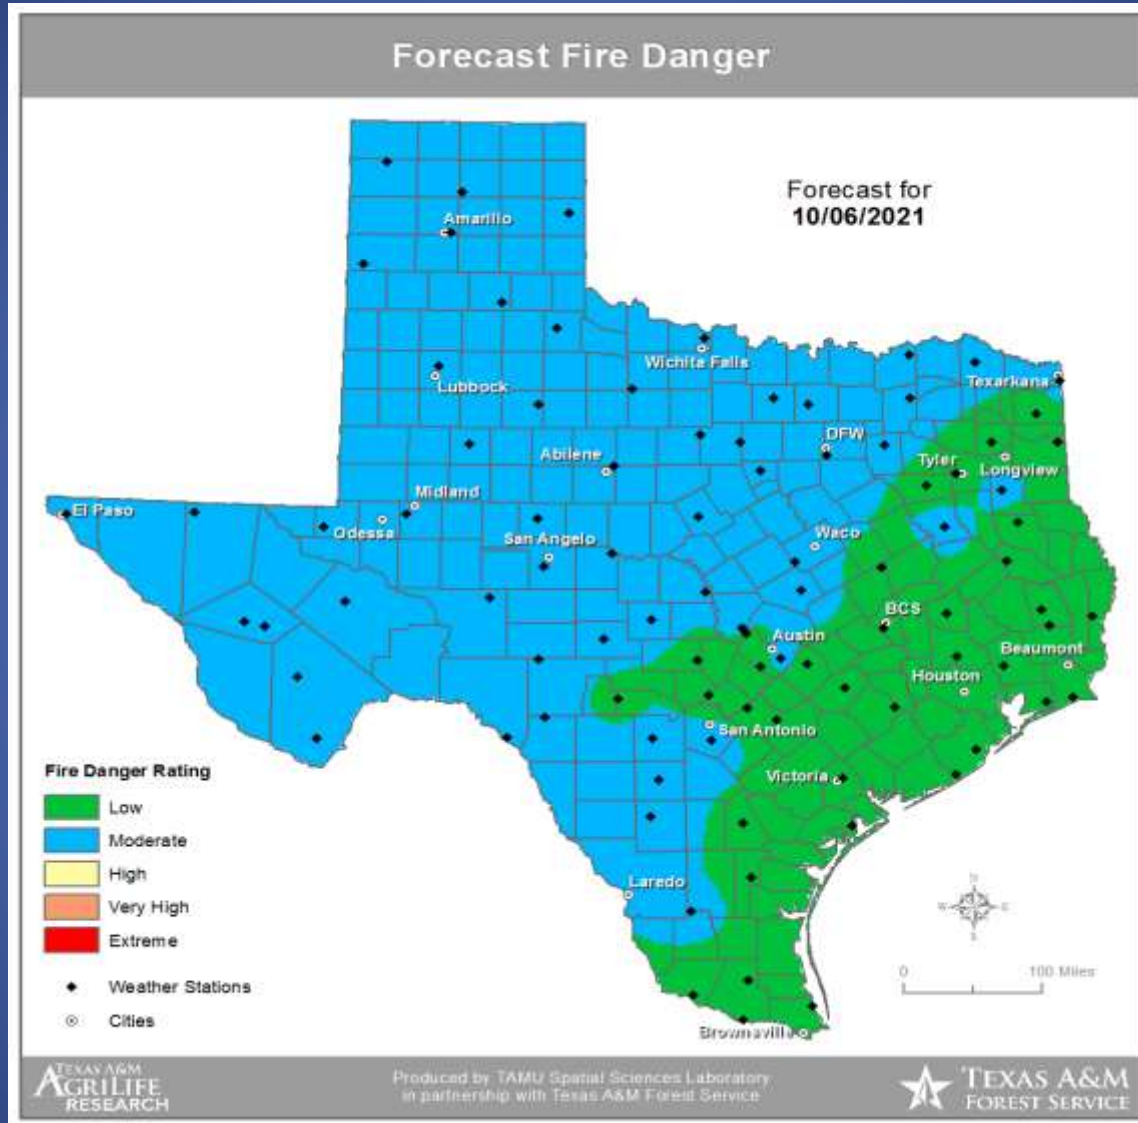 Forecast Fire Danger
Forecast for
10/06/2021
Amarillo
Wichita Falls
Lubbock
Texarkana
DFW
Abilene
Tyler
Longview
Midland
El Paso
Odessa
San Angelo
Waco
BCS
Austin
Beaumont
Houston
San Antonio
Victoria
Laredo
Brownsville
Fire Danger Rating
Low
Moderate
High
Very High
Extreme
Weather Stations
Cities
N
W
E
S
0 100 Miles
TEXAS A&M
AGRILIFE
RESEARCH
Produced by TAMU Spatial Sciences Laboratory
in partnership with Texas A&M Forest Service
TEXAS A&M
FOREST SERVICE